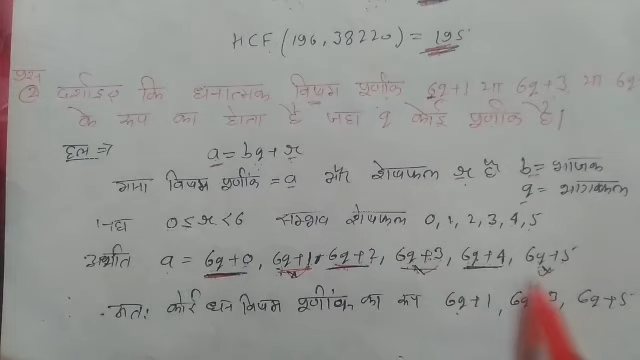 HCF (196, 38220) = 195
प्रश्न
② दर्शाइए कि धनात्मक विषम पूर्णांक 6q+1 या 6q+3 या 6q
के रूप का होता है जहा q कोई पूर्णांक है।
हल ⇒ a = bq + r
माना विषम पूर्णांक = a और शेषफल r है b = भाजक
q = भागफल
जहा 0 ≤ r < 6 सम्भव शेषफल 0, 1, 2, 3, 4, 5
अर्थात a = 6q+0, 6q+1, 6q+2, 6q+3, 6q+4, 6q+5
अतः कोई धन विषम पूर्णांक का रूप 6q+1, 6q+3, 6q+5